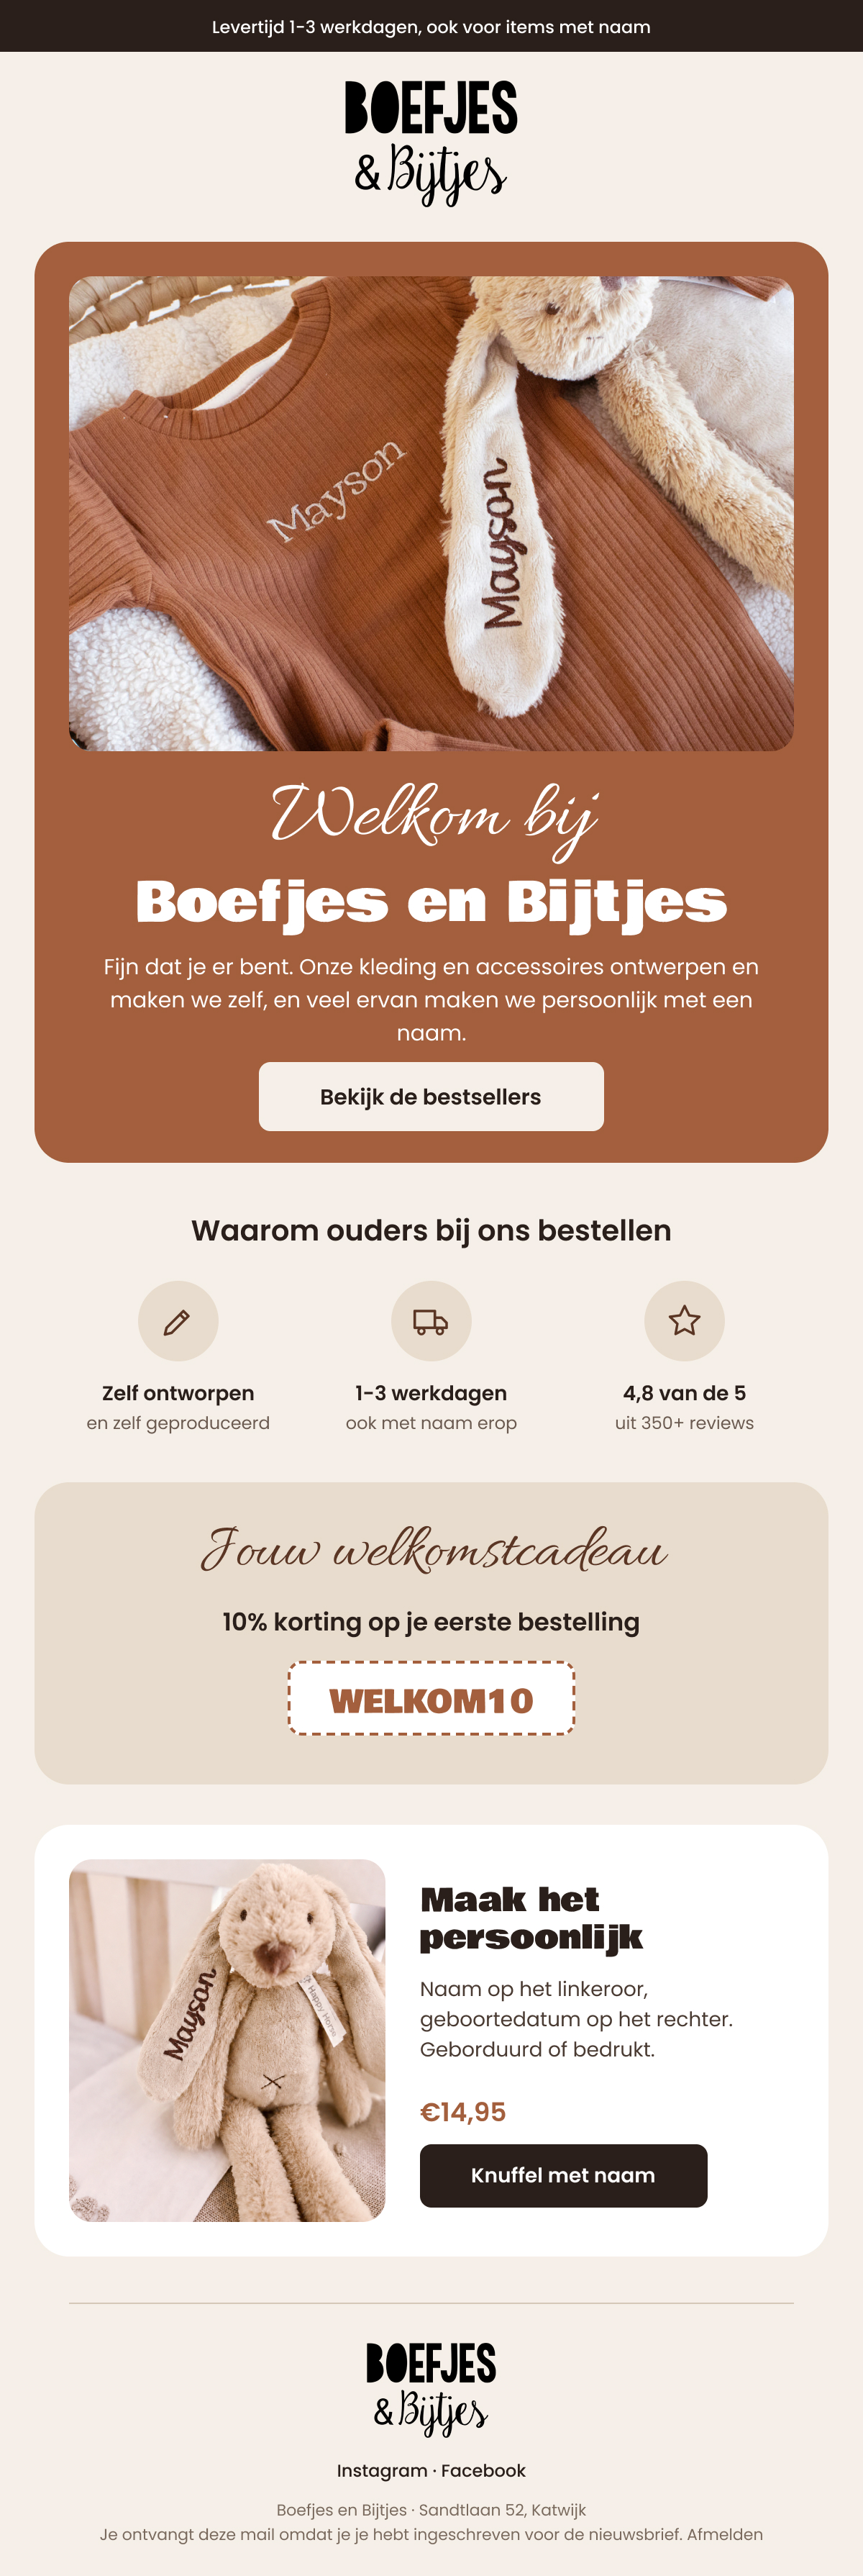 Levertijd 1-3 werkdagen, ook voor items met naam
BOEFJES
& Bijtjes
Mayson
Mayson
Welkom bij
Boefjes en Bijtjes
Fijn dat je er bent. Onze kleding en accessoires ontwerpen en
maken we zelf, en veel ervan maken we persoonlijk met een
naam.
Bekijk de bestsellers
Waarom ouders bij ons bestellen
Zelf ontworpen
en zelf geproduceerd
1-3 werkdagen
ook met naam erop
4,8 van de 5
uit 350+ reviews
Jouw welkomstcadeau
10% korting op je eerste bestelling
WELKOM10
Mayson
Happy Horse
Maak het
persoonlijk
Naam op het linkeroor,
geboortedatum op het rechter.
Geborduurd of bedrukt.
€14,95
Knuffel met naam
BOEFJES
& Bijtjes
Instagram · Facebook
Boefjes en Bijtjes · Sandtlaan 52, Katwijk
Je ontvangt deze mail omdat je je hebt ingeschreven voor de nieuwsbrief. Afmelden